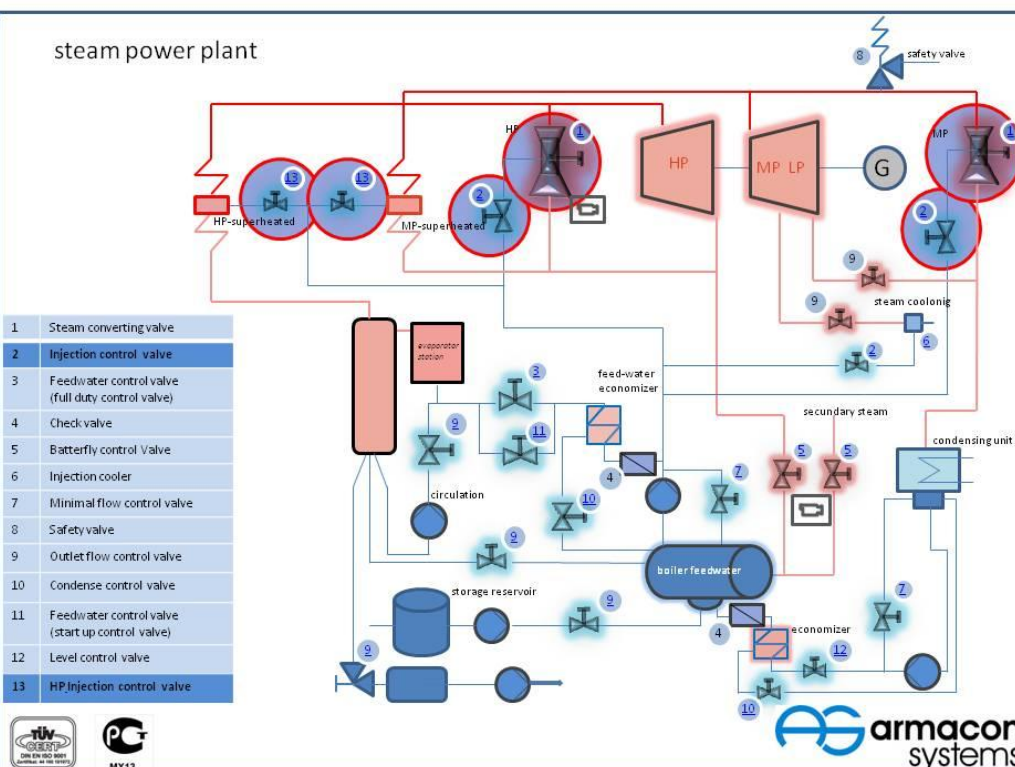 steam power plant
8
safety valve
HP
1
MP
1
13
13
2
HP
MP LP
G
2
HP-superheated
MP-superheated
9
9
steam coolonig
6
2
1 Steam converting valve
2 Injection control valve
3 Feedwater control valve
(full duty control valve)
4 Check valve
5 Batterfly control Valve
6 Injection cooler
7 Minimal flow control valve
8 Safety valve
9 Outlet flow control valve
10 Condense control valve
11 Feedwater control valve
(start up control valve)
12 Level control valve
13 HP Injection control valve
evaporator
station
3
feed-water
economizer
9
11
secundary steam
condensing unit
4
5
5
7
circulation
10
9
boiler feedwater
storage reservoir
9
4
economizer
7
12
9
10
TÜV
CERT
DIN EN ISO 9001
armacon
systems